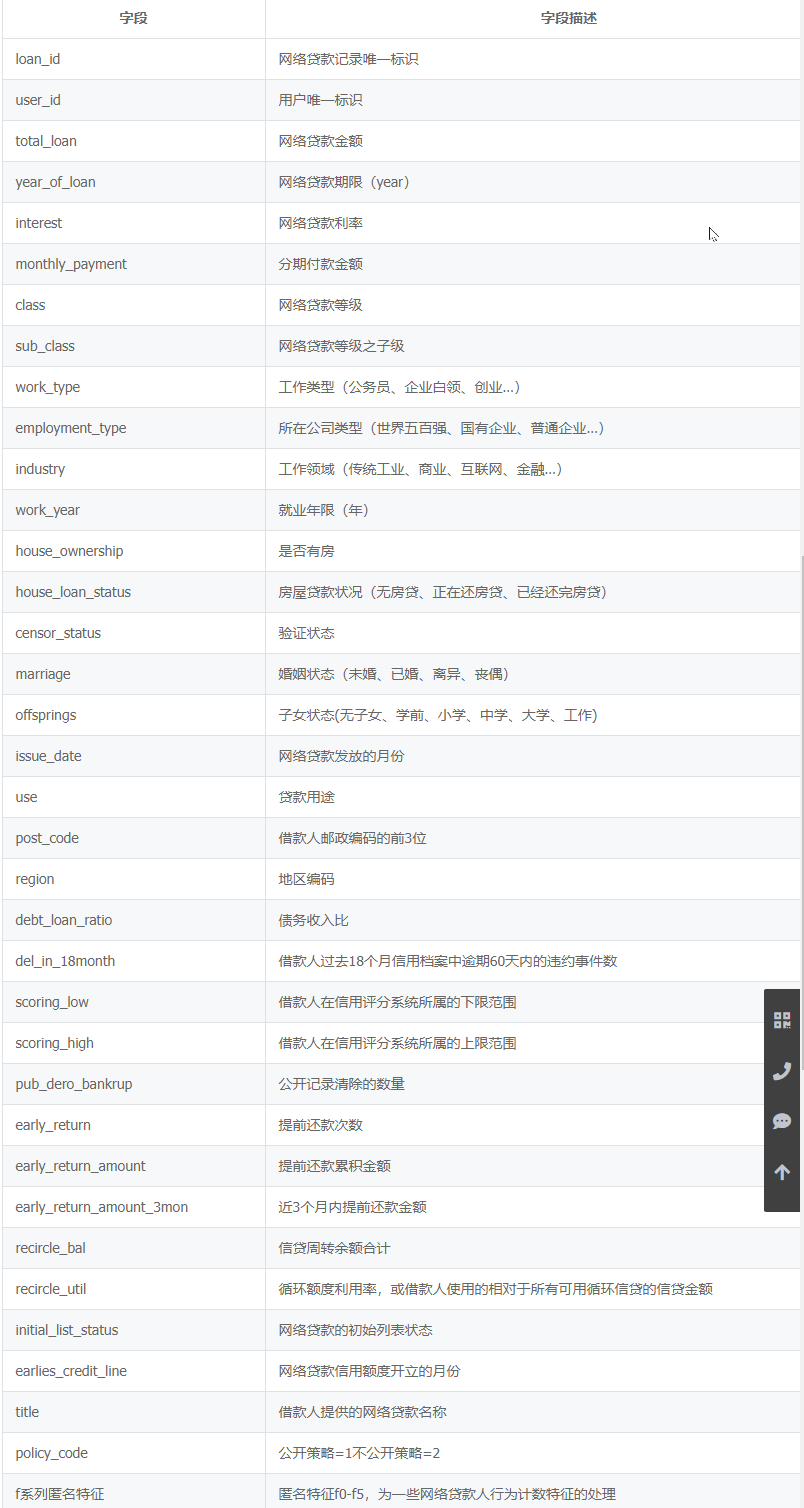 字段 字段描述
loan_id 网络贷款记录唯一标识
user_id 用户唯一标识
total_loan 网络贷款金额
year_of_loan 网络贷款期限（year）
interest 网络贷款利率
monthly_payment 分期付款金额
class 网络贷款等级
sub_class 网络贷款等级之子级
work_type 工作类型（公务员、企业白领、创业...）
employment_type 所在公司类型（世界五百强、国有企业、普通企业...）
industry 工作领域（传统工业、商业、互联网、金融...）
work_year 就业年限（年）
house_ownership 是否有房
house_loan_status 房屋贷款状况（无房贷、正在还房贷、已经还完房贷）
censor_status 验证状态
marriage 婚姻状态（未婚、已婚、离异、丧偶）
offsprings 子女状态(无子女、学前、小学、中学、大学、工作)
issue_date 网络贷款发放的月份
use 贷款用途
post_code 借款人邮政编码的前3位
region 地区编码
debt_loan_ratio 债务收入比
del_in_18month 借款人过去18个月信用档案中逾期60天内的违约事件数
scoring_low 借款人在信用评分系统所属的下限范围
scoring_high 借款人在信用评分系统所属的上限范围
pub_dero_bankrup 公开记录清除的数量
early_return 提前还款次数
early_return_amount 提前还款累积金额
early_return_amount_3mon 近3个月内提前还款金额
recircle_bal 信贷周转余额合计
recircle_util 循环额度利用率，或借款人使用的相对于所有可用循环信贷的信贷金额
initial_list_status 网络贷款的初始列表状态
earlies_credit_line 网络贷款信用额度开立的月份
title 借款人提供的网络贷款名称
policy_code 公开策略=1不公开策略=2
f系列匿名特征 匿名特征f0-f5，为一些网络贷款人行为计数特征的处理